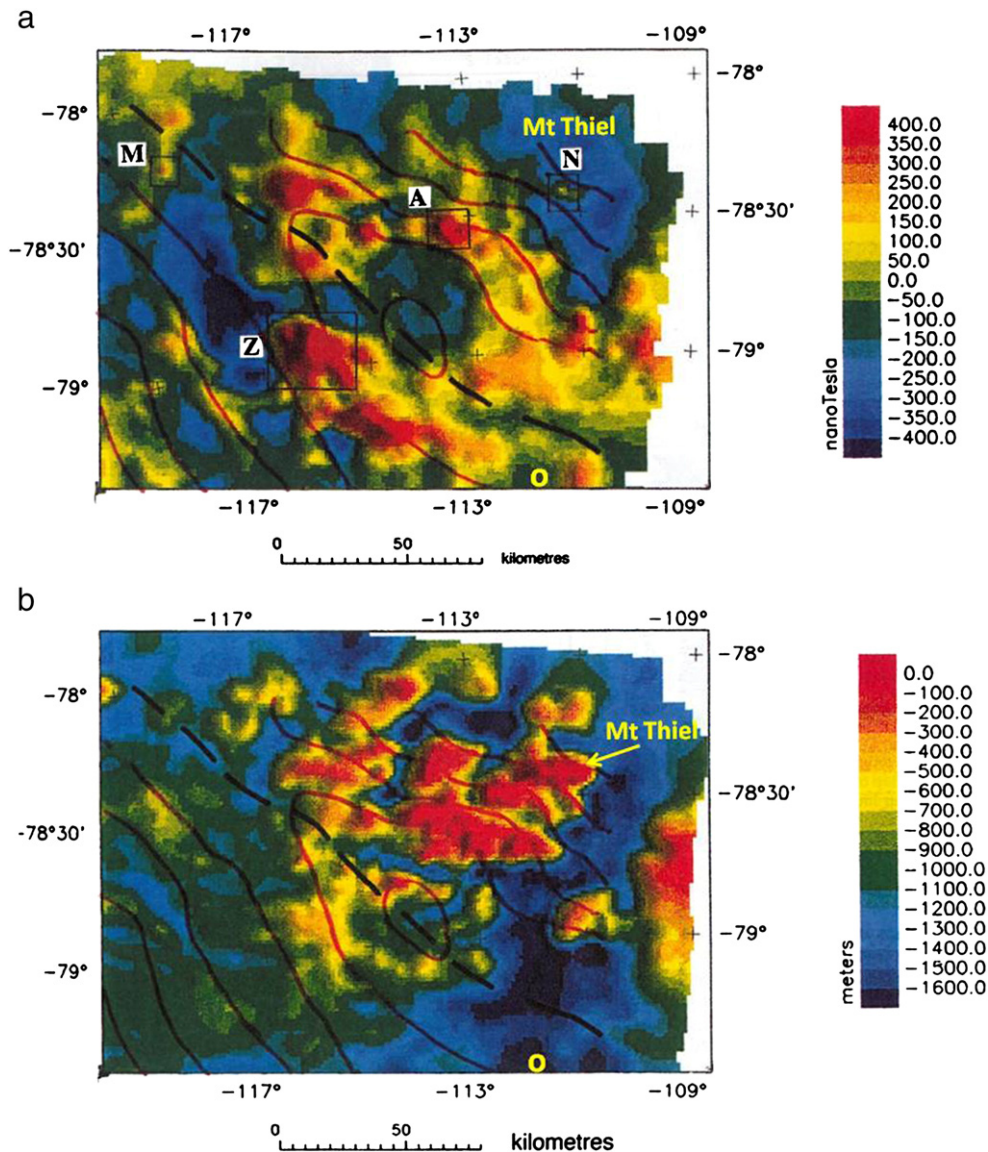 a
-117° -113° -109°
-78°
-78°
Mt Thiel
M
N
A
-78°30'
-78°30'
Z
-79°
-79°
O
-117° -113° -109°
400.0
350.0
300.0
250.0
200.0
150.0
100.0
50.0
0.0
-50.0
-100.0
-150.0
-200.0
-250.0
-300.0
-350.0
-400.0
nanoTesla
0 50 kilometres
b
-117° -113° -109°
-78°
-78°
Mt Thiel
-78°30'
-78°30'
-79°
-79°
O
-117° -113° -109°
0.0
-100.0
-200.0
-300.0
-400.0
-500.0
-600.0
-700.0
-800.0
-900.0
-1000.0
-1100.0
-1200.0
-1300.0
-1400.0
-1500.0
-1600.0
meters
0 50 kilometres